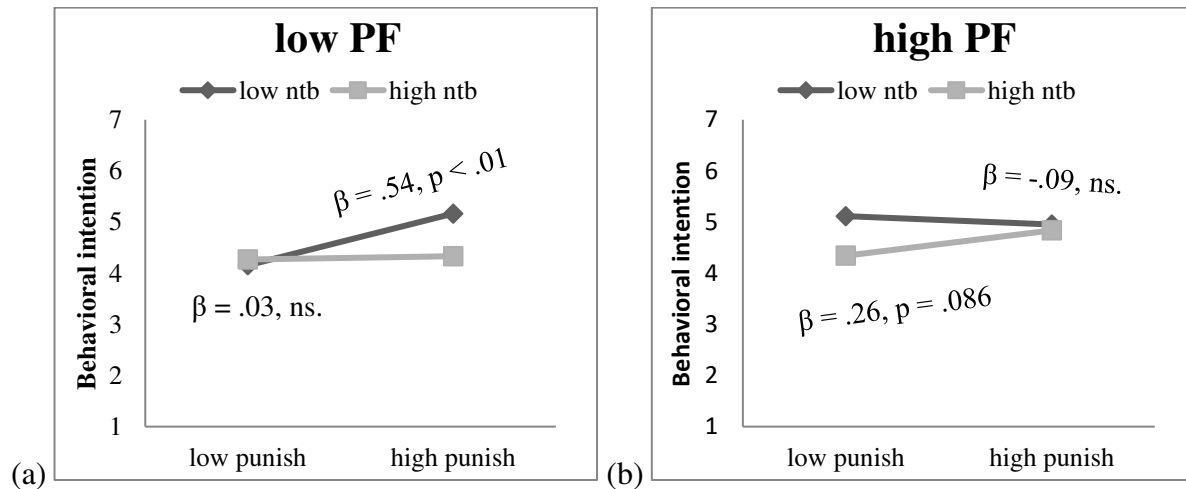 low PF
low ntb high ntb
Behavioral intention
7
6
5
4
3
2
1
β = .54, p < .01
β = .03, ns.
low punish high punish
(a)
high PF
low ntb high ntb
Behavioral intention
7
6
5
4
3
2
1
β = -.09, ns.
β = .26, p = .086
low punish high punish
(b)